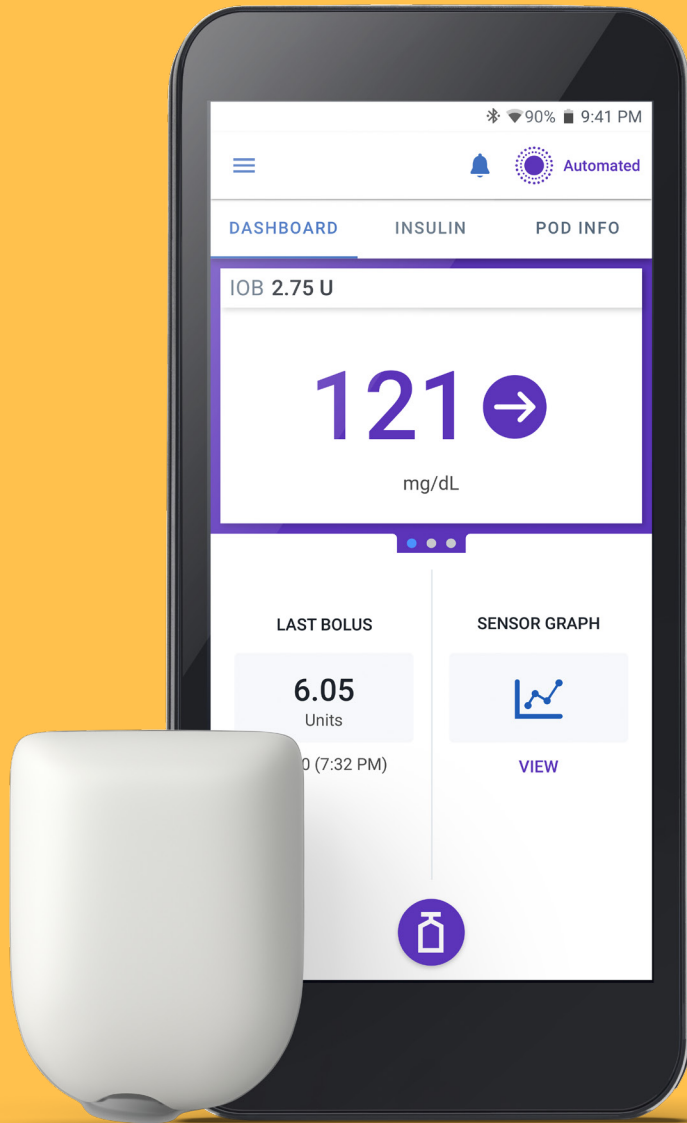 90% 9:41 PM
Automated
DASHBOARD INSULIN POD INFO
IOB 2.75 U
121
mg/dL
LAST BOLUS SENSOR GRAPH
6.05
Units
0 (7:32 PM) VIEW